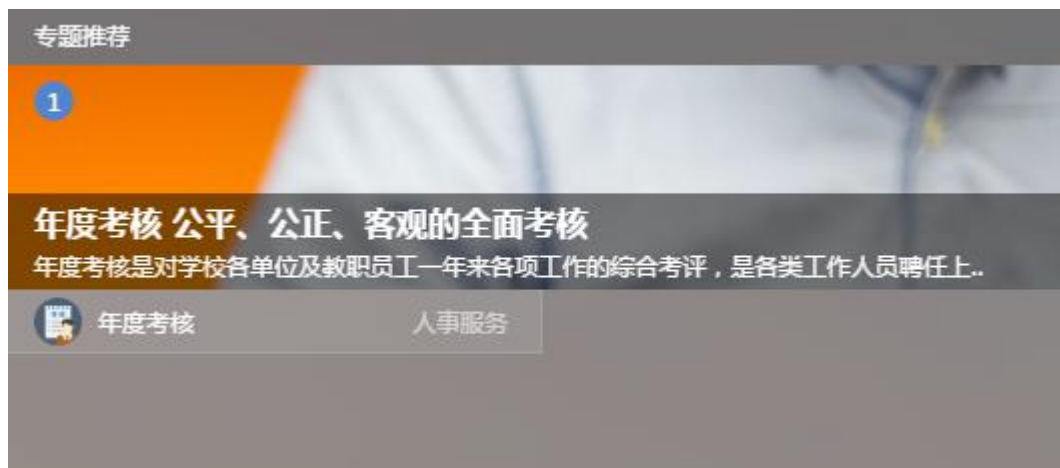 专题推荐
1
年度考核 公平、公正、客观的全面考核
年度考核是对学校各单位及教职员工一年来各项工作的综合考评，是各类工作人员聘任上..
年度考核 人事服务